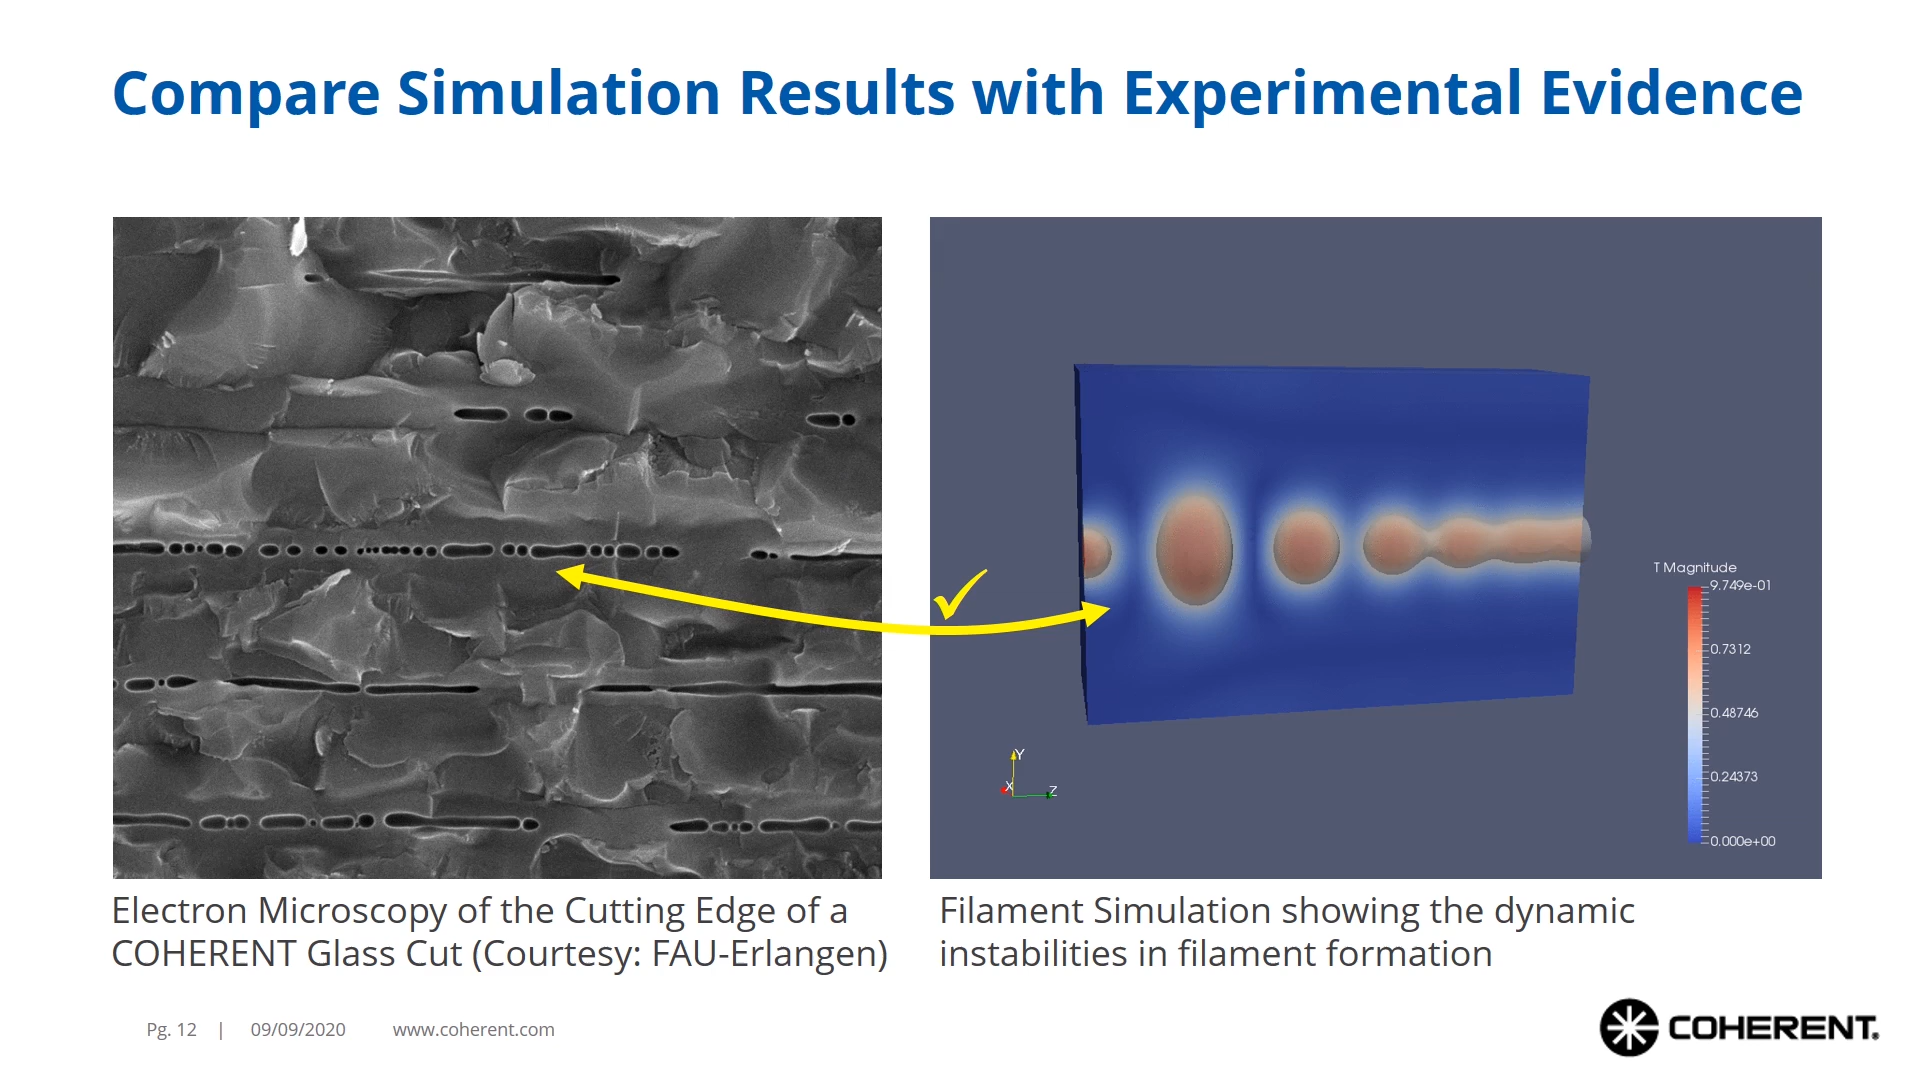 Compare Simulation Results with Experimental Evidence
T Magnitude
9.749e-01
0.7312
0.48746
0.24373
0.000e+00
Y
X
Z
Electron Microscopy of the Cutting Edge of a
COHERENT Glass Cut (Courtesy: FAU-Erlangen)
Filament Simulation showing the dynamic
instabilities in filament formation
Pg. 12 | 09/09/2020 www.coherent.com
COHERENT®